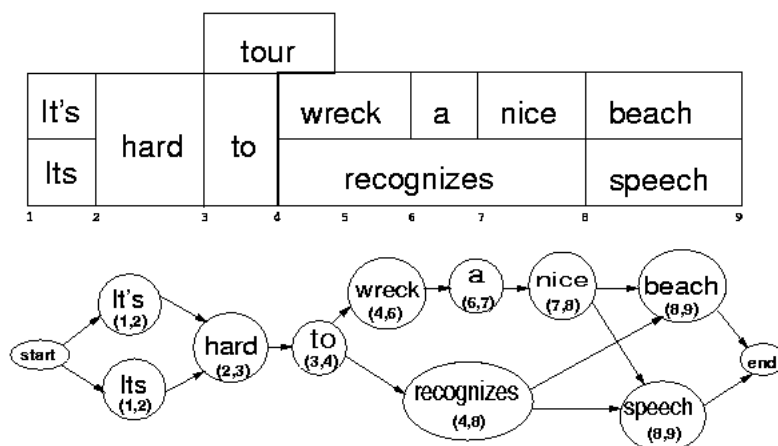 tour
It's wreck a nice beach
hard to
Its recognizes speech
1 2 3 4 5 6 7 8 9
wreck a nice beach
(4,6) (6,7) (7,8) (8,9)
It's
(1,2)
start hard to end
(2,3) (3,4)
Its recognizes speech
(1,2) (4,8) (8,9)